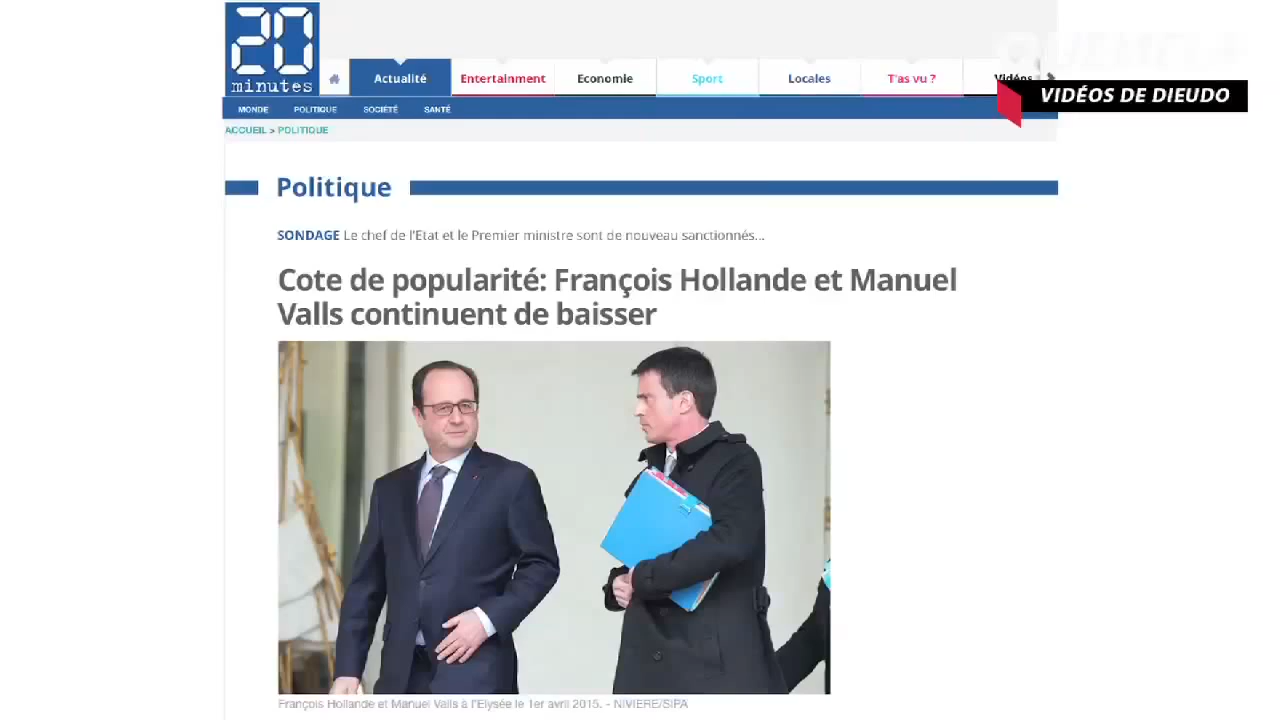 20
minutes
Actualité
Entertainment
Economie
Sport
Locales
T'as vu ?
Vidéos
QUENEL+
VIDÉOS DE DIEUDO
MONDE
POLITIQUE
SOCIÉTÉ
SANTÉ
ACCUEIL > POLITIQUE
Politique
SONDAGE Le chef de l'Etat et le Premier ministre sont de nouveau sanctionnés...
Cote de popularité: François Hollande et Manuel
Valls continuent de baisser
François Hollande et Manuel Valls à l'Elysée le 1er avril 2015. - NIVIERE/SIPA